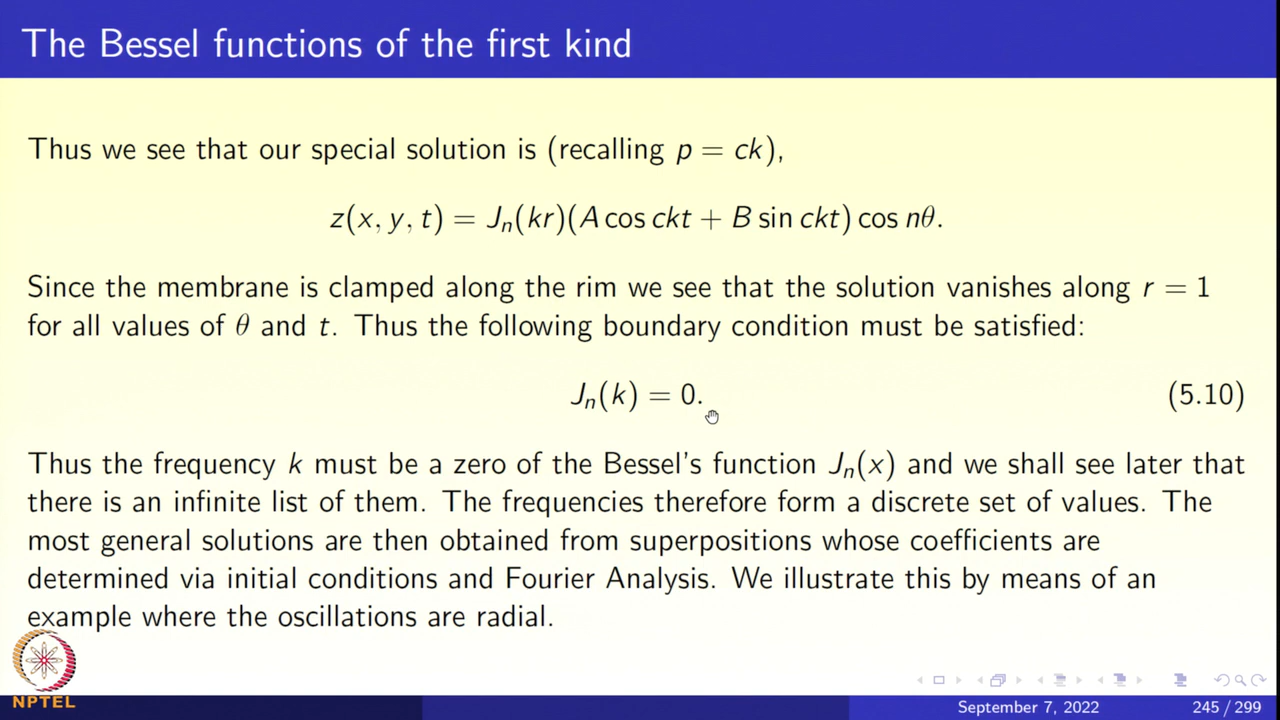 The Bessel functions of the first kind
Thus we see that our special solution is (recalling p = ck),
z(x, y, t) = Jₙ(kr)(A cos ckt + B sin ckt) cos nθ.
Since the membrane is clamped along the rim we see that the solution vanishes along r = 1
for all values of θ and t. Thus the following boundary condition must be satisfied:
Jₙ(k) = 0. (5.10)
Thus the frequency k must be a zero of the Bessel's function Jₙ(x) and we shall see later that
there is an infinite list of them. The frequencies therefore form a discrete set of values. The
most general solutions are then obtained from superpositions whose coefficients are
determined via initial conditions and Fourier Analysis. We illustrate this by means of an
example where the oscillations are radial.
NPTEL
September 7, 2022 245 / 299